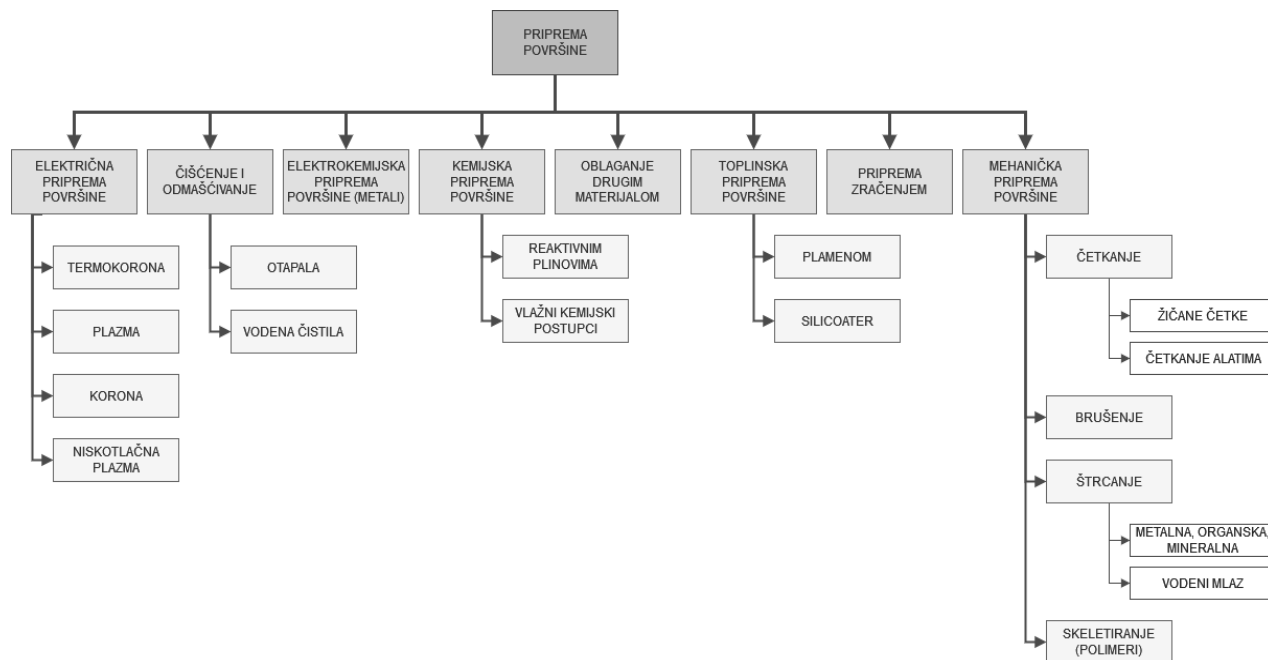 PRIPREMA
POVRŠINE
ELEKTRIČNA
PRIPREMA
POVRŠINE
ČIŠĆENJE I
ODMAŠĆIVANJE
ELEKTROKEMIJSKA
PRIPREMA
POVRŠINE (METALI)
KEMIJSKA
PRIPREMA
POVRŠINE
OBLAGANJE
DRUGIM
MATERIJALOM
TOPLINSKA
PRIPREMA
POVRŠINE
PRIPREMA
ZRAČENJEM
MEHANIČKA
PRIPREMA
POVRŠINE
TERMOKORONA
PLAZMA
KORONA
NISKOTLAČNA
PLAZMA
OTAPALA
VODENA ČISTILA
REAKTIVNIM
PLINOVIMA
VLAŽNI KEMIJSKI
POSTUPCI
PLAMENOM
SILICOATER
ČETKANJE
ŽIČANE ČETKE
ČETKANJE ALATIMA
BRUŠENJE
ŠTRCANJE
METALNA, ORGANSKA,
MINERALNA
VODENI MLAZ
SKELETIRANJE
(POLIMERI)